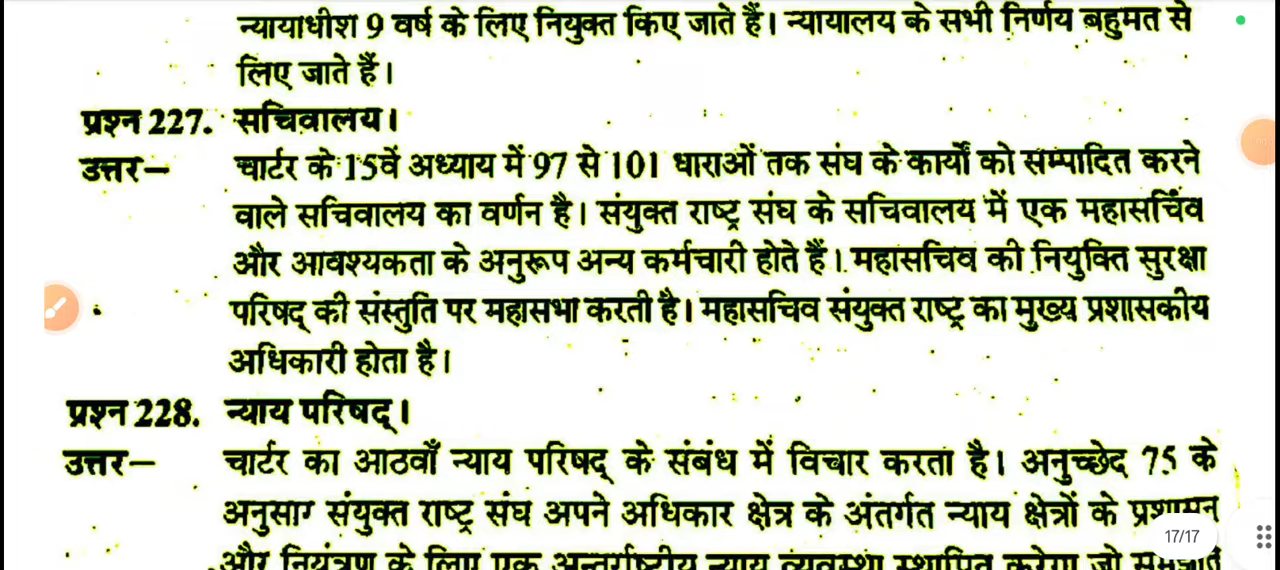 न्यायाधीश 9 वर्ष के लिए नियुक्त किए जाते हैं। न्यायालय के सभी निर्णय बहुमत से
लिए जाते हैं।
प्रश्न 227. सचिवालय।
उत्तर– चार्टर के 15वें अध्याय में 97 से 101 धाराओं तक संघ के कार्यों को सम्पादित करने
वाले सचिवालय का वर्णन है। संयुक्त राष्ट्र संघ के सचिवालय में एक महासचिव
और आवश्यकता के अनुरूप अन्य कर्मचारी होते हैं। महासचिव की नियुक्ति सुरक्षा
परिषद् की संस्तुति पर महासभा करती है। महासचिव संयुक्त राष्ट्र का मुख्य प्रशासकीय
अधिकारी होता है।
प्रश्न 228. न्याय परिषद्।
उत्तर– चार्टर का आठवाँ न्याय परिषद् के संबंध में विचार करता है। अनुच्छेद 75 के
अनुसार संयुक्त राष्ट्र संघ अपने अधिकार क्षेत्र के अंतर्गत न्याय क्षेत्रों के प्रशासन
17/17
और नियंत्रण के लिए एक अन्तर्राष्ट्रीय न्याय व्यवस्था स्थापित करेगा जो